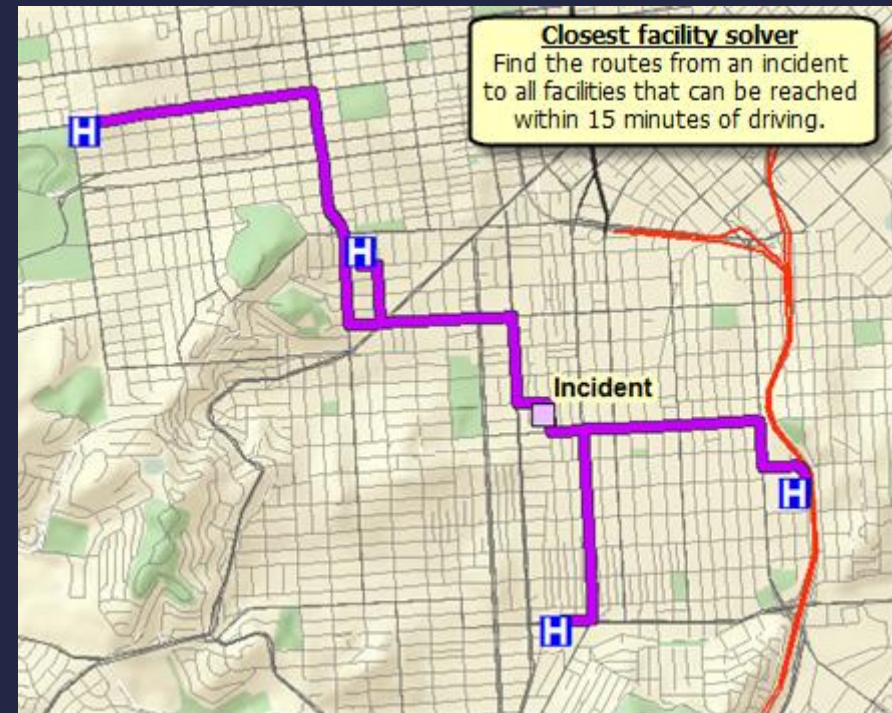 Closest facility solver
Find the routes from an incident
to all facilities that can be reached
within 15 minutes of driving.
H
H
Incident
H
H